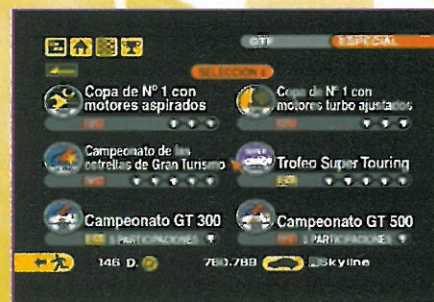 GTF ESPECIAL
SELECCION 6
Copa de Nº 1 con
motores aspirados
Copa de Nº 1 con
motores turbo ajustados
Campeonato de las
estrellas de Gran Turismo
Trofeo Super Touring
Campeonato GT 300
Campeonato GT 500
PARTICIPACIONES
PARTICIPACIONES
146 D. 780.788 Skyline